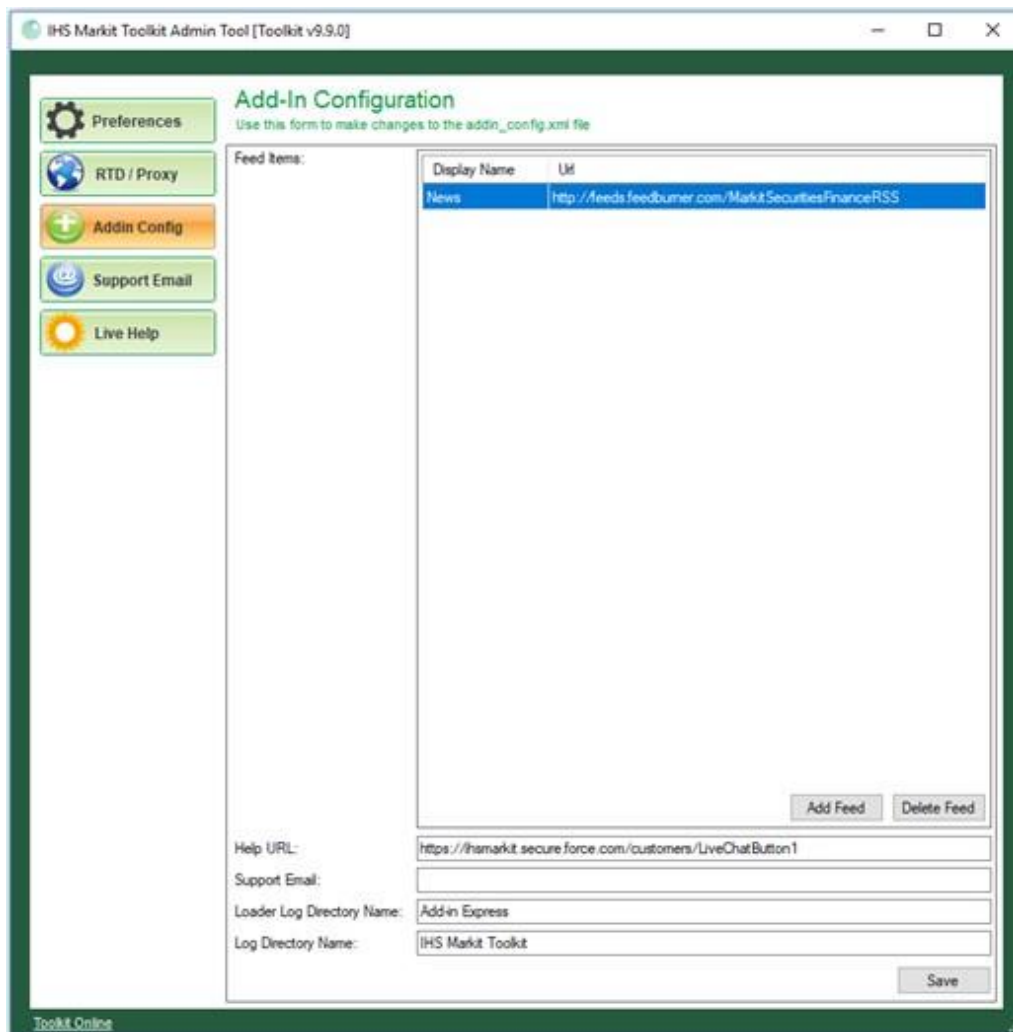 IHS Markit Toolkit Admin Tool [Toolkit v9.9.0]
Preferences
RTD / Proxy
Addin Config
Support Email
Live Help
Add-In Configuration
Use this form to make changes to the addin_config.xml file
Feed Items:
Display Name Url
News http://feeds.feedburner.com/MarkitSecuritiesFinanceRSS
Add Feed Delete Feed
Help URL: https://ihsmarkit.secure.force.com/customers/LiveChatButton1
Support Email:
Loader Log Directory Name: Add-in Express
Log Directory Name: IHS Markit Toolkit
Save
Toolkit Online